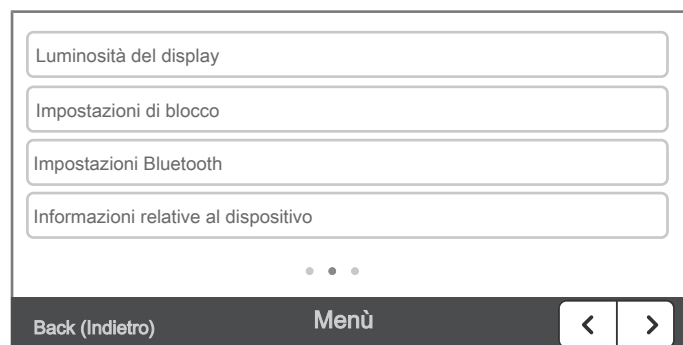 Luminosità del display
Impostazioni di blocco
Impostazioni Bluetooth
Informazioni relative al dispositivo
Back (Indietro) Menù